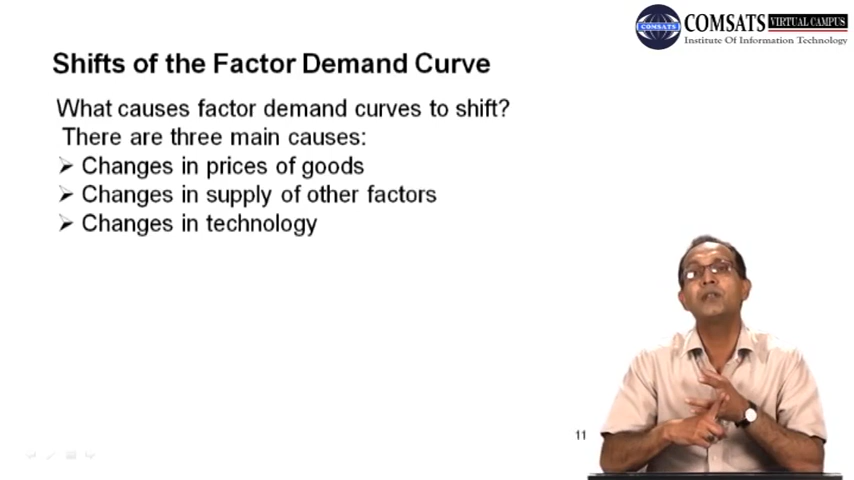 COMSATS VIRTUAL CAMPUS
Institute Of Information Technology
Shifts of the Factor Demand Curve
What causes factor demand curves to shift?
There are three main causes:
➢ Changes in prices of goods
➢ Changes in supply of other factors
➢ Changes in technology
11